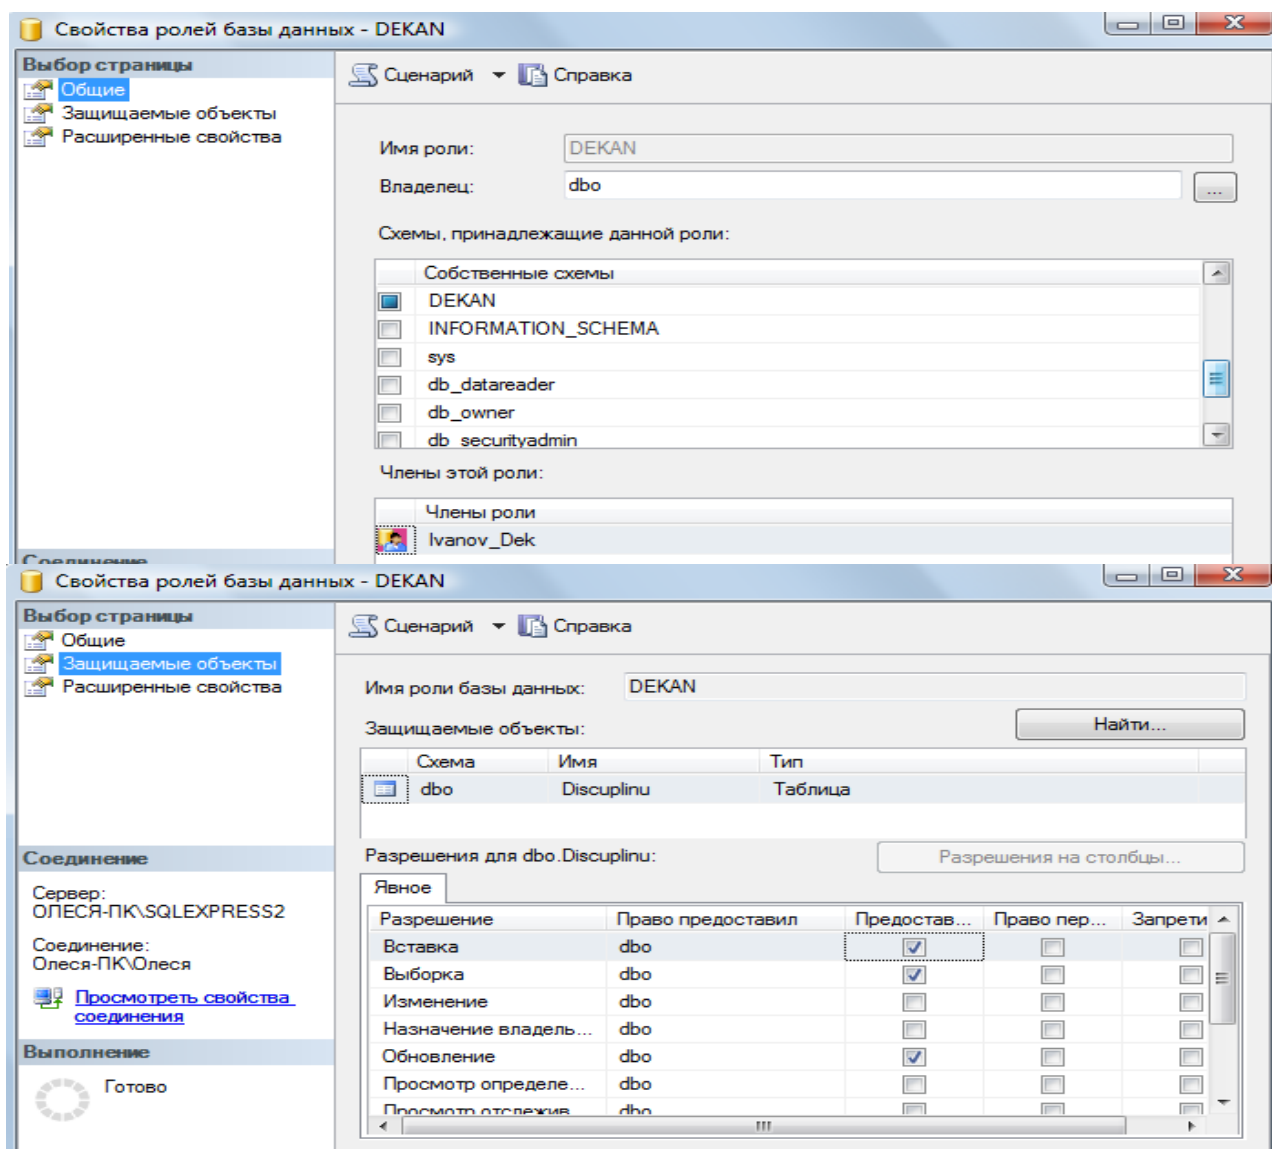 Свойства ролей базы данных - DEKAN
Выбор страницы
Общие
Защищаемые объекты
Расширенные свойства
Сценарий Справка
Имя роли: DEKAN
Владелец: dbo ...
Схемы, принадлежащие данной роли:
Собственные схемы
DEKAN
INFORMATION_SCHEMA
sys
db_datareader
db_owner
db_securityadmin
Члены этой роли:
Члены роли
Ivanov_Dek
Соединение
Свойства ролей базы данных - DEKAN
Выбор страницы
Общие
Защищаемые объекты
Расширенные свойства
Сценарий Справка
Имя роли базы данных: DEKAN
Защищаемые объекты: Найти...
Схема Имя Тип
dbo Discuplinu Таблица
Разрешения для dbo.Discuplinu: Разрешения на столбцы...
Явное
Разрешение Право предоставил Предостав... Право пер... Запрети
Вставка dbo
Выборка dbo
Изменение dbo
Назначение владель... dbo
Обновление dbo
Просмотр определе... dbo
Просмотр отслежив dbo
Соединение
Сервер:
ОЛЕСЯ-ПК\SQLEXPRESS2
Соединение:
Олеся-ПК\Олеся
Просмотреть свойства
соединения
Выполнение
Готово